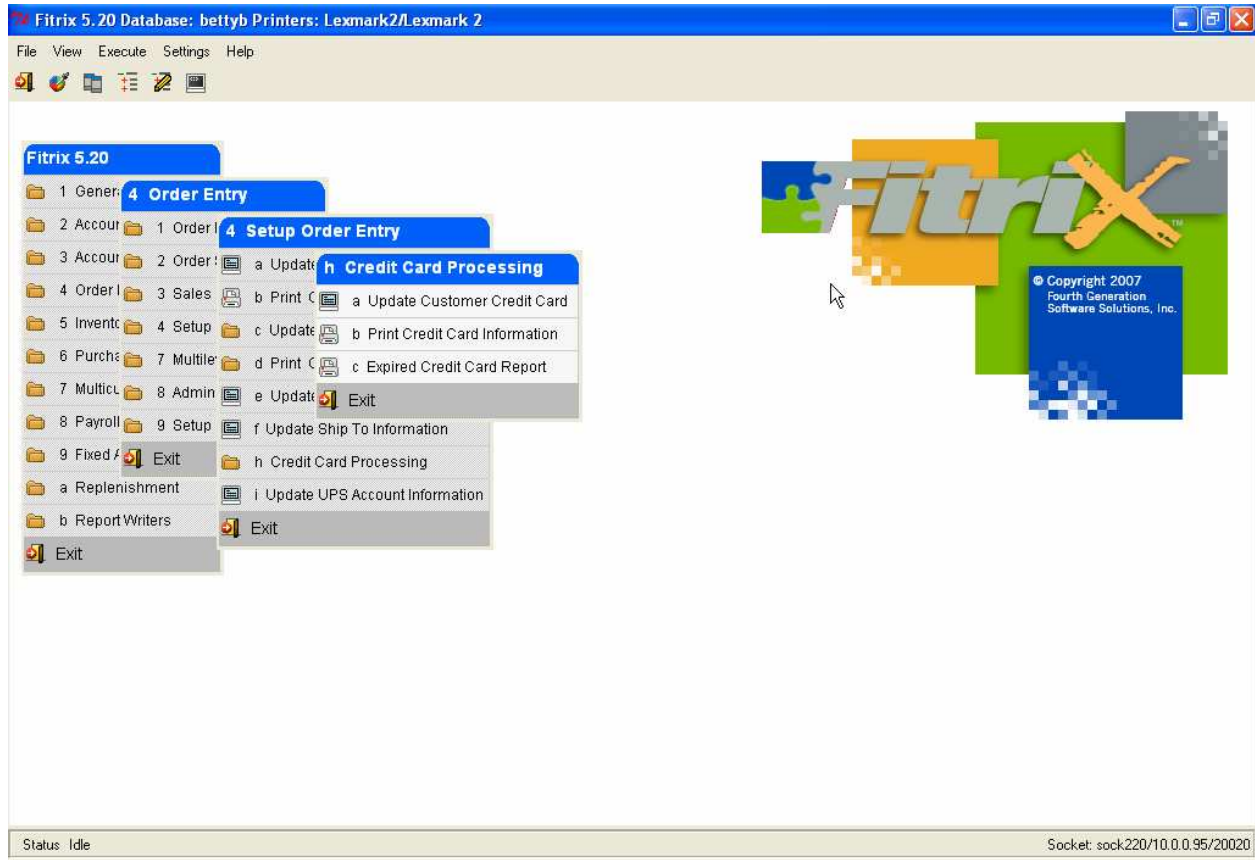 Fitrix 5.20 Database: bettyb Printers: Lexmark2/Lexmark 2
File View Execute Settings Help
Fitrix 5.20
1 Gener
2 Accour
3 Accour
4 Order I
5 Invento
6 Purcha
7 Multicu
8 Payroll
9 Fixed A
a Replenishment
b Report Writers
Exit
4 Order Entry
1 Order I
2 Order S
3 Sales
4 Setup
7 Multilev
8 Admin
9 Setup
Exit
4 Setup Order Entry
a Update
b Print C
c Update
d Print C
e Update
f Update Ship To Information
h Credit Card Processing
i Update UPS Account Information
Exit
h Credit Card Processing
a Update Customer Credit Card
b Print Credit Card Information
c Expired Credit Card Report
Exit
FitriX ™
© Copyright 2007
Fourth Generation
Software Solutions, Inc.
Status Idle
Socket: sock220/10.0.0.95/20020